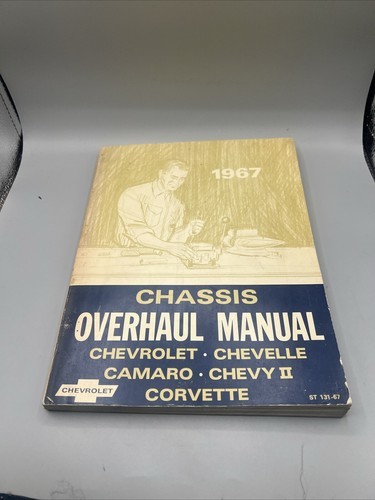 1967
CHASSIS
OVERHAUL MANUAL
CHEVROLET · CHEVELLE
CAMARO · CHEVY II
CORVETTE
CHEVROLET
ST 131-67